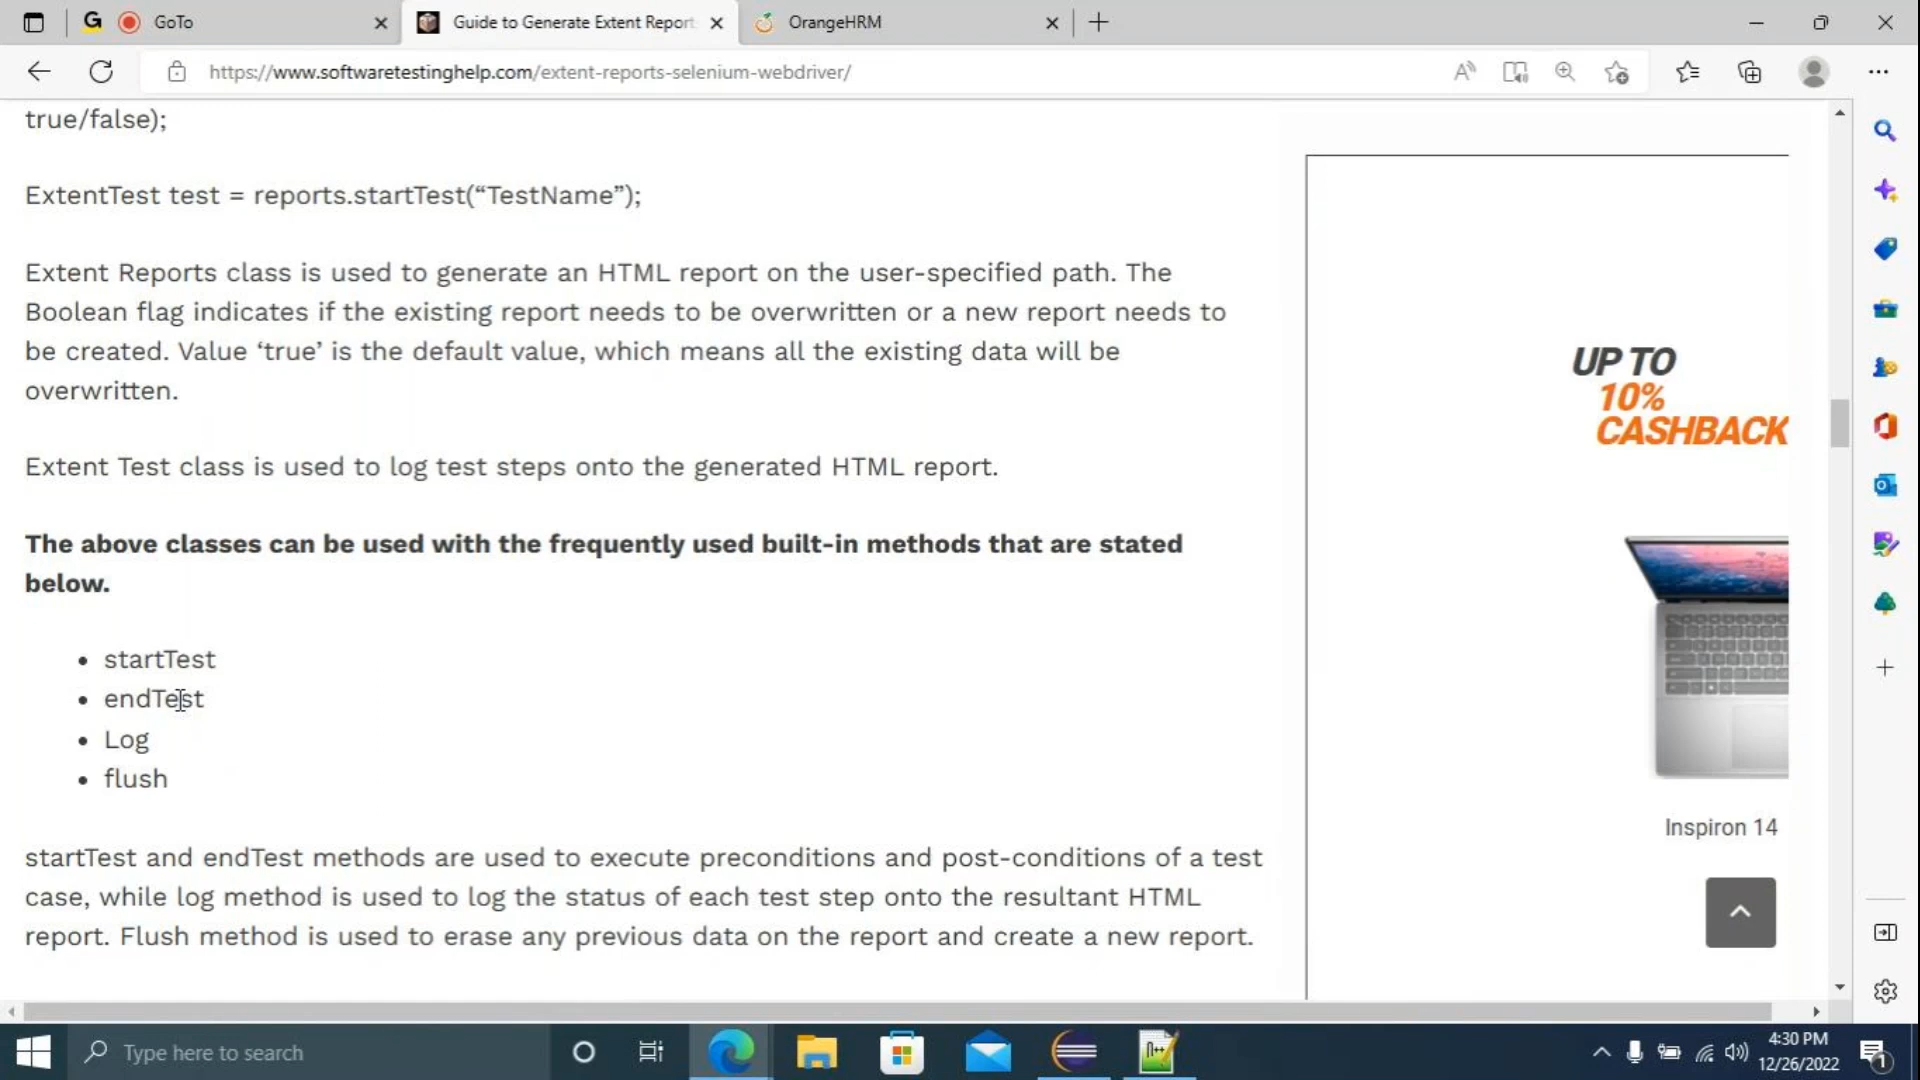 GoTo
Guide to Generate Extent Report
OrangeHRM
https://www.softwaretestinghelp.com/extent-reports-selenium-webdriver/
true/false);
ExtentTest test = reports.startTest(“TestName”);
Extent Reports class is used to generate an HTML report on the user-specified path. The
Boolean flag indicates if the existing report needs to be overwritten or a new report needs to
be created. Value ‘true’ is the default value, which means all the existing data will be
overwritten.
Extent Test class is used to log test steps onto the generated HTML report.
The above classes can be used with the frequently used built-in methods that are stated
below.
• startTest
• endTest
• Log
• flush
startTest and endTest methods are used to execute preconditions and post-conditions of a test
case, while log method is used to log the status of each test step onto the resultant HTML
report. Flush method is used to erase any previous data on the report and create a new report.
UP TO
10%
CASHBACK
Inspiron 14
Type here to search
4:30 PM
12/26/2022
1